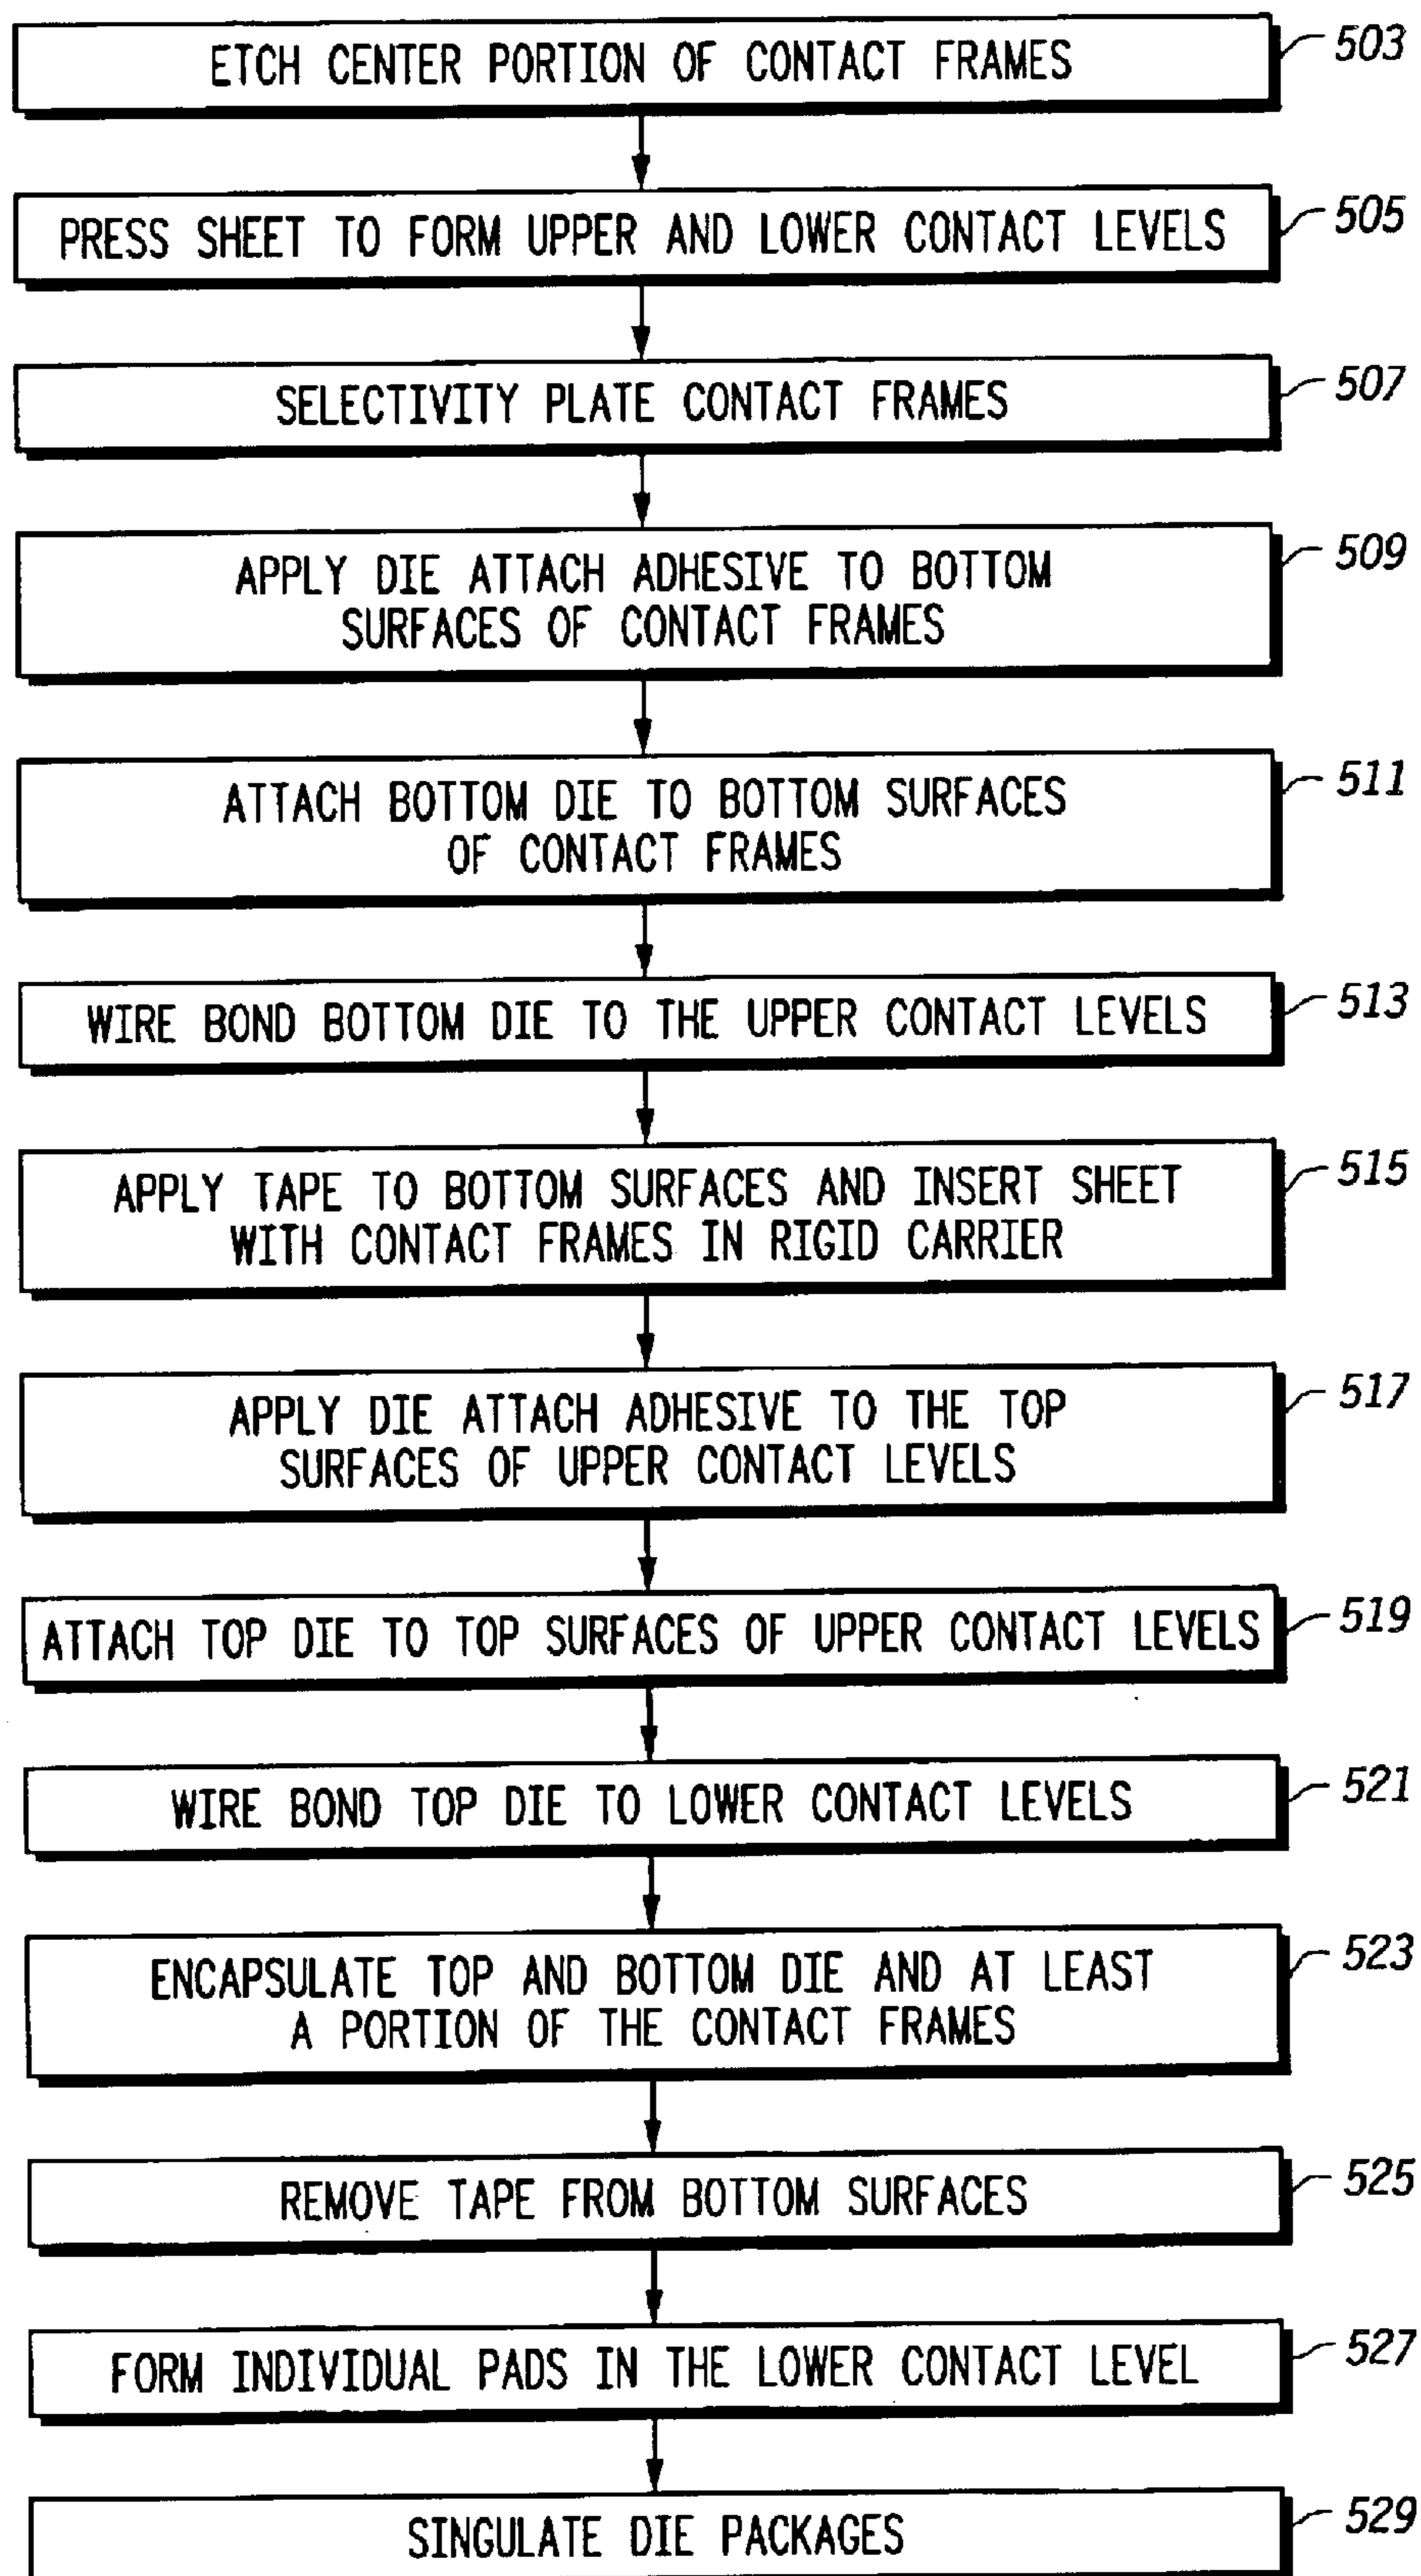 ETCH CENTER PORTION OF CONTACT FRAMES 503
PRESS SHEET TO FORM UPPER AND LOWER CONTACT LEVELS 505
SELECTIVITY PLATE CONTACT FRAMES 507
APPLY DIE ATTACH ADHESIVE TO BOTTOM 509
SURFACES OF CONTACT FRAMES
ATTACH BOTTOM DIE TO BOTTOM SURFACES 511
OF CONTACT FRAMES
WIRE BOND BOTTOM DIE TO THE UPPER CONTACT LEVELS 513
APPLY TAPE TO BOTTOM SURFACES AND INSERT SHEET 515
WITH CONTACT FRAMES IN RIGID CARRIER
APPLY DIE ATTACH ADHESIVE TO THE TOP 517
SURFACES OF UPPER CONTACT LEVELS
ATTACH TOP DIE TO TOP SURFACES OF UPPER CONTACT LEVELS 519
WIRE BOND TOP DIE TO LOWER CONTACT LEVELS 521
ENCAPSULATE TOP AND BOTTOM DIE AND AT LEAST 523
A PORTION OF THE CONTACT FRAMES
REMOVE TAPE FROM BOTTOM SURFACES 525
FORM INDIVIDUAL PADS IN THE LOWER CONTACT LEVEL 527
SINGULATE DIE PACKAGES 529